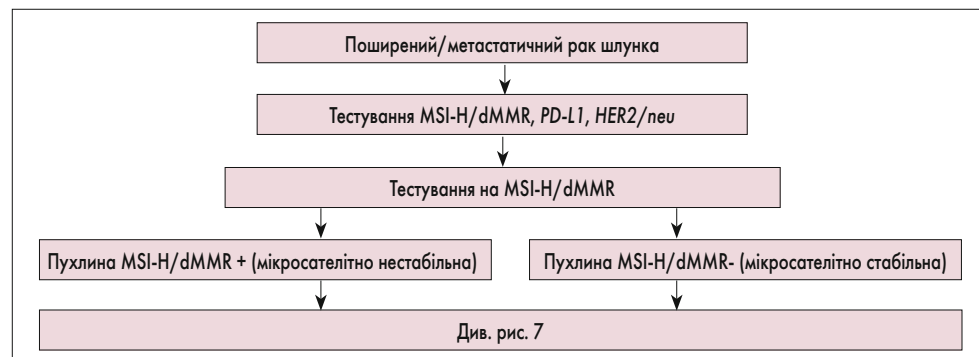 Поширений/метастатичний рак шлунка
Тестування MSI-H/dMMR, PD-L1, HER2/neu
Тестування на MSI-H/dMMR
Пухлина MSI-H/dMMR + (мікросателітно нестабільна)
Пухлина MSI-H/dMMR- (мікросателітно стабільна)
Див. рис. 7